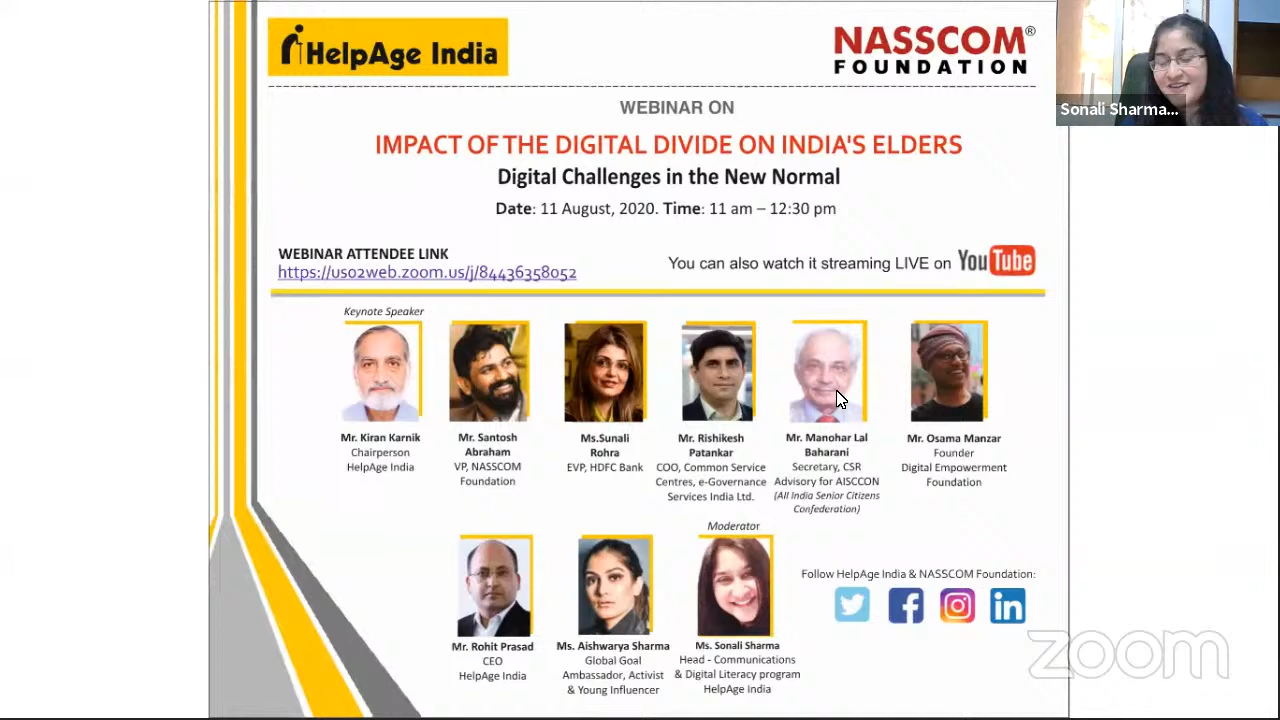 HelpAge India
NASSCOM®
FOUNDATION
Sonali Sharma...
WEBINAR ON
IMPACT OF THE DIGITAL DIVIDE ON INDIA'S ELDERS
Digital Challenges in the New Normal
Date: 11 August, 2020. Time: 11 am – 12:30 pm
WEBINAR ATTENDEE LINK
https://us02web.zoom.us/j/84436358052
You can also watch it streaming LIVE on YouTube
Keynote Speaker
Mr. Kiran Karnik
Chairperson
HelpAge India
Mr. Santosh
Abraham
VP, NASSCOM
Foundation
Ms.Sunali
Rohra
EVP, HDFC Bank
Mr. Rishikesh
Patankar
COO, Common Service
Centres, e-Governance
Services India Ltd.
Mr. Manohar Lal
Baharani
Secretary, CSR
Advisory for AISCCON
(All India Senior Citizens
Confederation)
Mr. Osama Manzar
Founder
Digital Empowerment
Foundation
Mr. Rohit Prasad
CEO
HelpAge India
Ms. Aishwarya Sharma
Global Goal
Ambassador, Activist
& Young Influencer
Moderator
Ms. Sonali Sharma
Head - Communications
& Digital Literacy program
HelpAge India
Follow HelpAge India & NASSCOM Foundation:
zoom